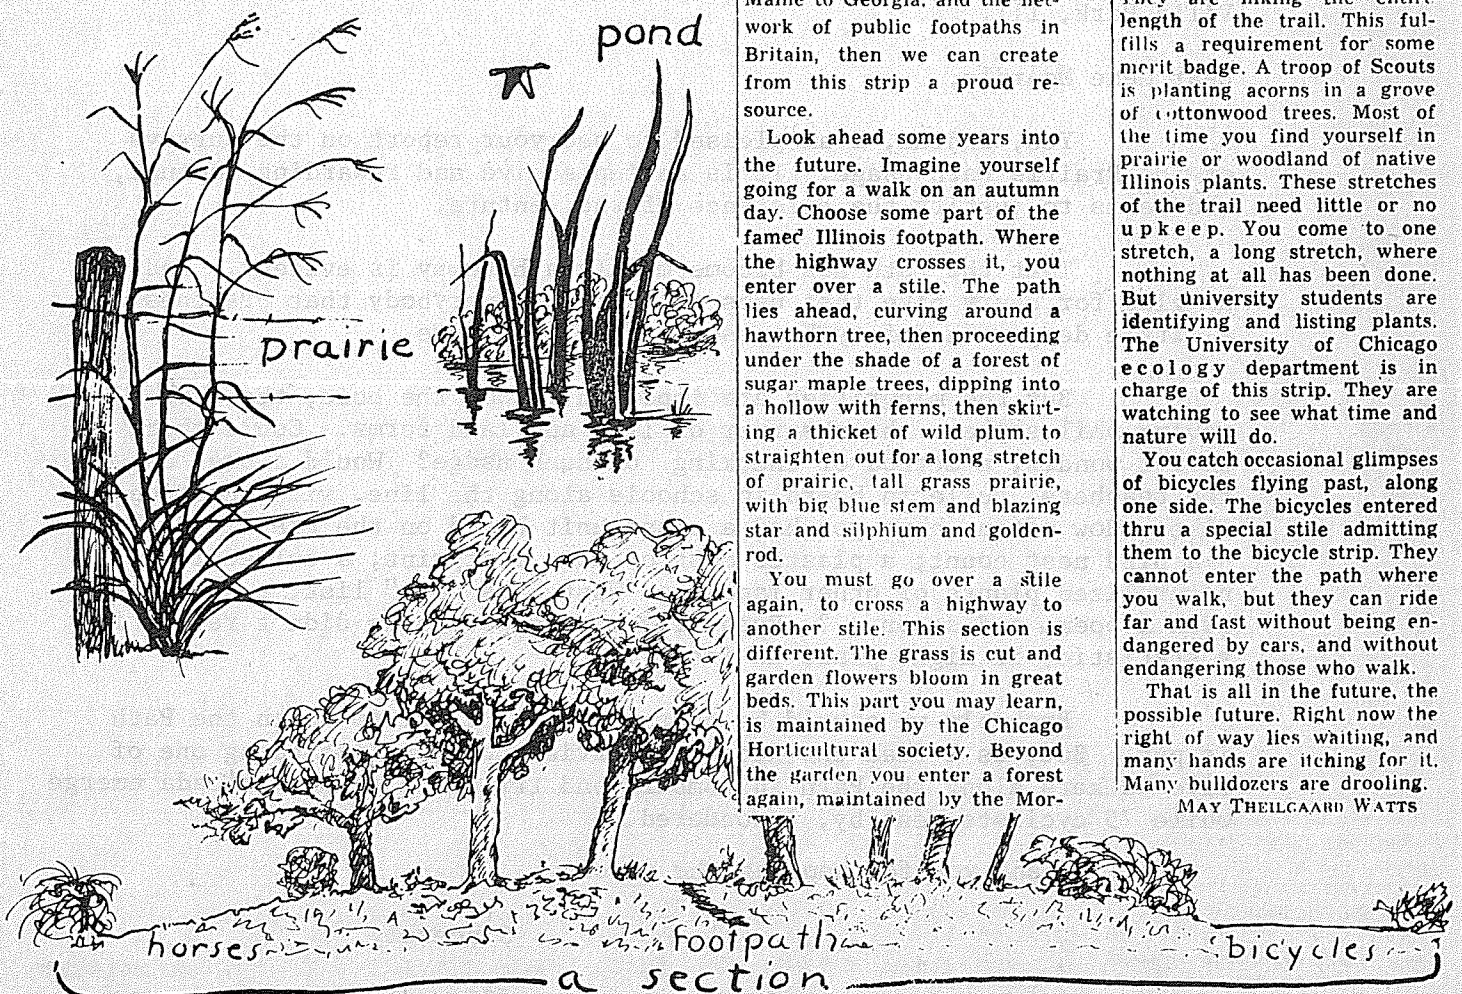 pond
prairie
Maine to Georgia, and the net-
work of public footpaths in
Britain, then we can create
from this strip a proud re-
source.
Look ahead some years into
the future. Imagine yourself
going for a walk on an autumn
day. Choose some part of the
famed Illinois footpath. Where
the highway crosses it, you
enter over a stile. The path
lies ahead, curving around a
hawthorn tree, then proceeding
under the shade of a forest of
sugar maple trees, dipping into
a hollow with ferns, then skirt-
ing a thicket of wild plum, to
straighten out for a long stretch
of prairie, tall grass prairie,
with big blue stem and blazing
star and silphium and golden-
rod.
You must go over a stile
again, to cross a highway to
another stile. This section is
different. The grass is cut and
garden flowers bloom in great
beds. This part you may learn,
is maintained by the Chicago
Horticultural society. Beyond
the garden you enter a forest
again, maintained by the Mor-
They are hiking the entire
length of the trail. This ful-
fills a requirement for some
merit badge. A troop of Scouts
is planting acorns in a grove
of cottonwood trees. Most of
the time you find yourself in
prairie or woodland of native
Illinois plants. These stretches
of the trail need little or no
upkeep. You come to one
stretch, a long stretch, where
nothing at all has been done.
But University students are
identifying and listing plants.
The University of Chicago
ecology department is in
charge of this strip. They are
watching to see what time and
nature will do.
You catch occasional glimpses
of bicycles flying past, along
one side. The bicycles entered
thru a special stile admitting
them to the bicycle strip. They
cannot enter the path where
you walk, but they can ride
far and fast without being en-
dangered by cars, and without
endangering those who walk.
That is all in the future, the
possible future. Right now the
right of way lies waiting, and
many hands are itching for it.
Many bulldozers are drooling.
MAY THEILGAARD WATTS
horses
footpath
bicycles
a section